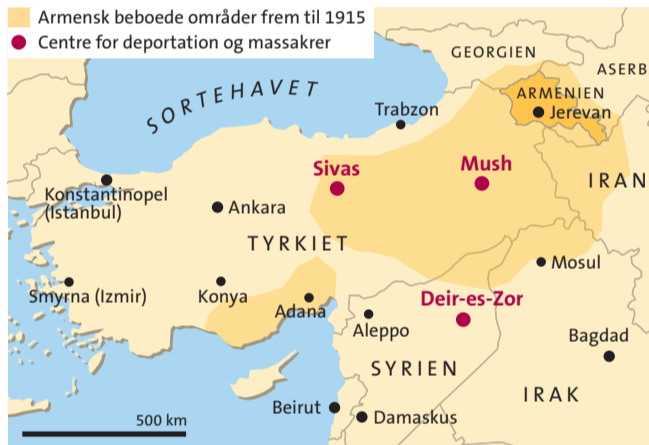 Armensk beboede områder frem til 1915
Centre for deportation og massakrer
GEORGIEN
ASERB
SORTEHAVET
ARMENIEN
Trabzon
Jerevan
Sivas
Mush
IRAN
Konstantinopel
(Istanbul)
Ankara
TYRKIET
Mosul
Smyrna (Izmir)
Konya
Adana
Deir-es-Zor
Aleppo
Bagdad
SYRIEN
IRAK
Beirut
Damaskus
500 km